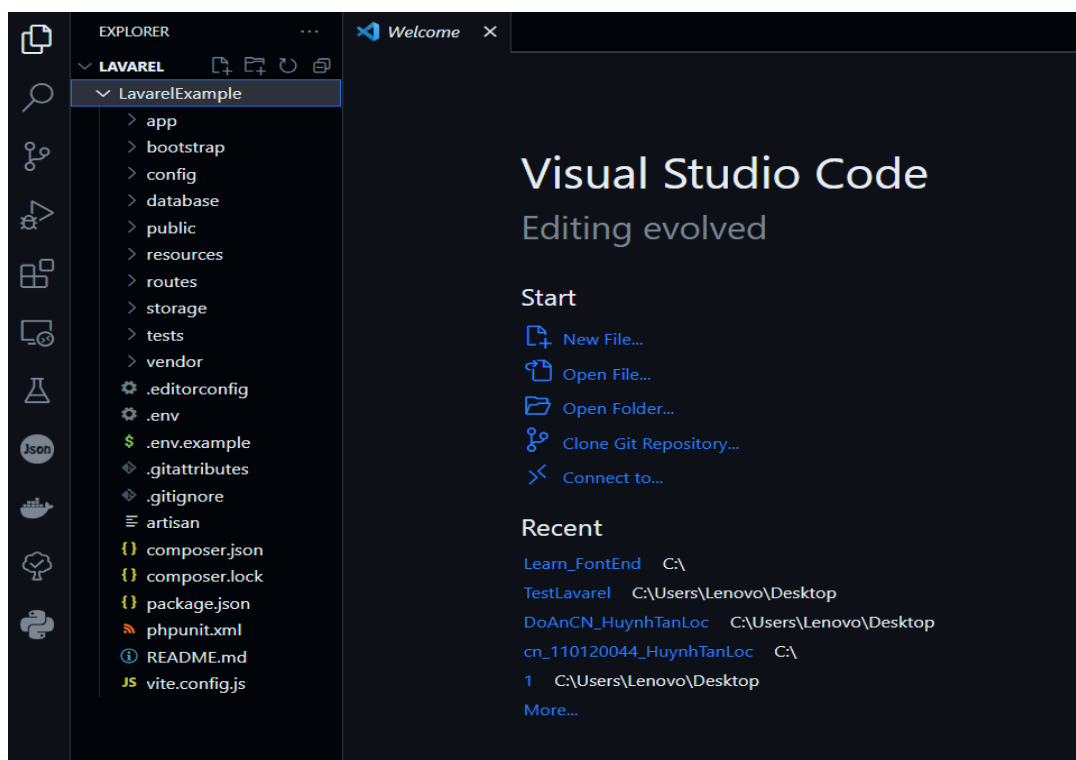 EXPLORER
LAVAREL
LavarelExample
app
bootstrap
config
database
public
resources
routes
storage
tests
vendor
.editorconfig
.env
$ .env.example
.gitattributes
.gitignore
artisan
{} composer.json
{} composer.lock
{} package.json
phpunit.xml
README.md
JS vite.config.js
Json
Welcome
Visual Studio Code
Editing evolved
Start
New File...
Open File...
Open Folder...
Clone Git Repository...
Connect to...
Recent
Learn_FontEnd C:\
TestLavarel C:\Users\Lenovo\Desktop
DoAnCN_HuynhTanLoc C:\Users\Lenovo\Desktop
cn_110120044_HuynhTanLoc C:\
1 C:\Users\Lenovo\Desktop
More...